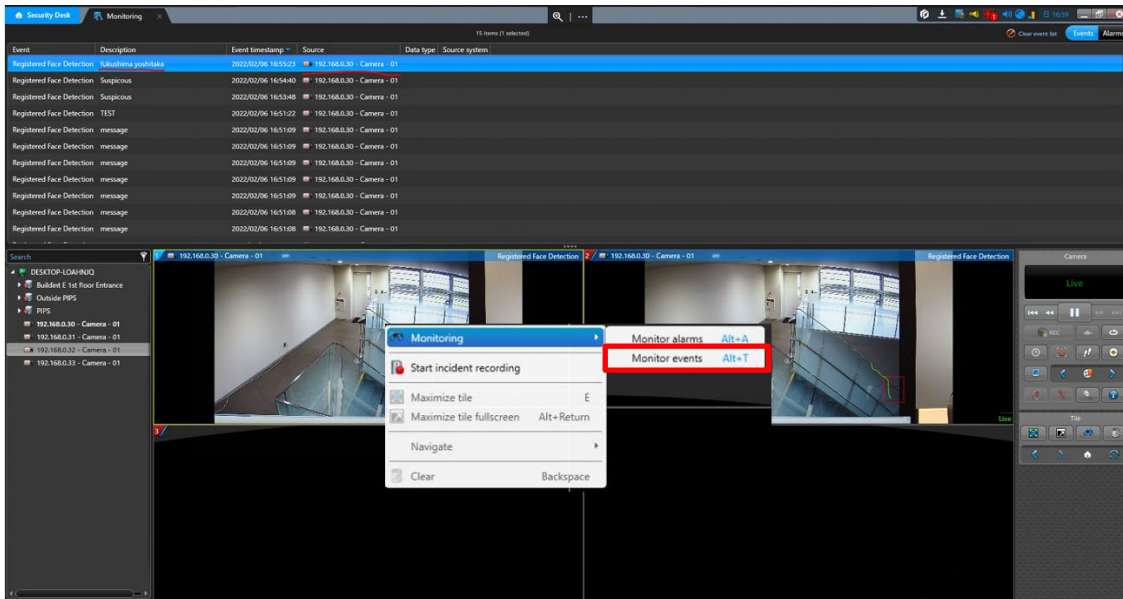 Security Desk
Monitoring
16:59
15 items (1 selected)
Clear event list
Events Alarms
Event Description Event timestamp Source Data type Source system
Registered Face Detection fukushima yoshitaka 2022/02/06 16:55:23 192.168.0.30 - Camera - 01
Registered Face Detection Suspicous 2022/02/06 16:54:40 192.168.0.30 - Camera - 01
Registered Face Detection Suspicous 2022/02/06 16:53:48 192.168.0.30 - Camera - 01
Registered Face Detection TEST 2022/02/06 16:51:22 192.168.0.30 - Camera - 01
Registered Face Detection message 2022/02/06 16:51:09 192.168.0.30 - Camera - 01
Registered Face Detection message 2022/02/06 16:51:09 192.168.0.30 - Camera - 01
Registered Face Detection message 2022/02/06 16:51:09 192.168.0.30 - Camera - 01
Registered Face Detection message 2022/02/06 16:51:09 192.168.0.30 - Camera - 01
Registered Face Detection message 2022/02/06 16:51:09 192.168.0.30 - Camera - 01
Registered Face Detection message 2022/02/06 16:51:08 192.168.0.30 - Camera - 01
Registered Face Detection message 2022/02/06 16:51:08 192.168.0.30 - Camera - 01
Search
DESKTOP-LOAHNJQ
Buildint E 1st floor Entrance
Outside PIPS
PIPS
192.168.0.30 - Camera - 01
192.168.0.31 - Camera - 01
192.168.0.32 - Camera - 01
192.168.0.33 - Camera - 01
1 192.168.0.30 - Camera - 01 Registered Face Detection
2 192.168.0.30 - Camera - 01 Registered Face Detection
Live
3
Monitoring
Start incident recording
Maximize tile E
Maximize tile fullscreen Alt+Return
Navigate
Clear Backspace
Monitor alarms Alt+A
Monitor events Alt+T
Camera
Live
REC
Tile